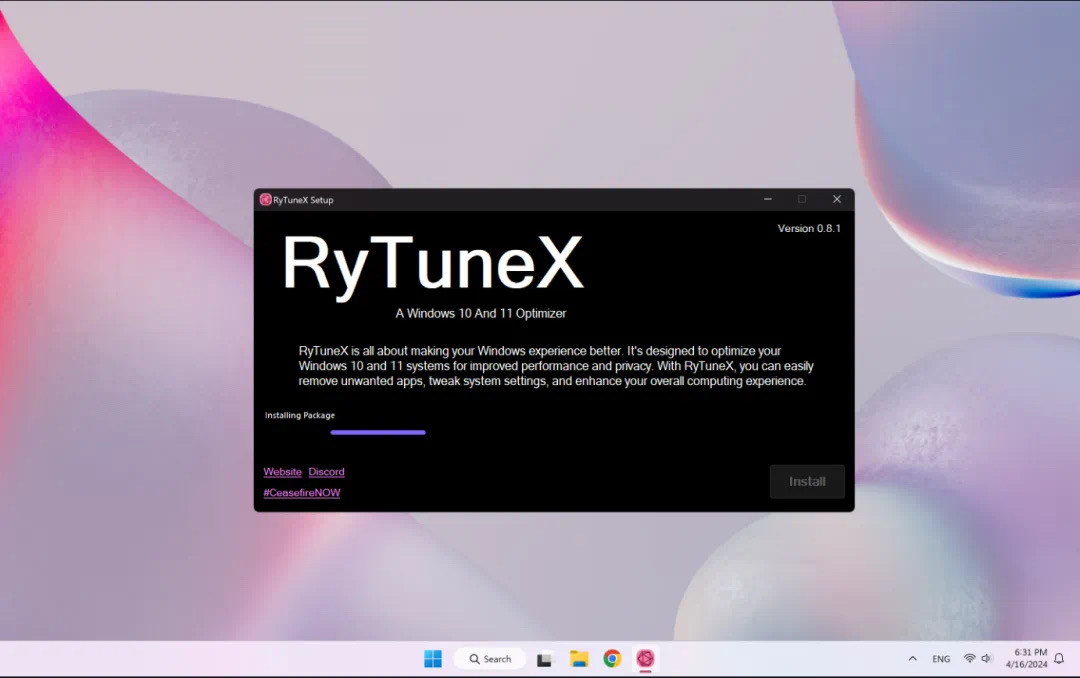 RyTuneX Setup
Version 0.8.1
RyTuneX
A Windows 10 And 11 Optimizer
RyTuneX is all about making your Windows experience better. It's designed to optimize your
Windows 10 and 11 systems for improved performance and privacy. With RyTuneX, you can easily
remove unwanted apps, tweak system settings, and enhance your overall computing experience.
Installing Package
Website Discord
#CeasefireNOW
Install
Search
ENG
6:31 PM
4/16/2024